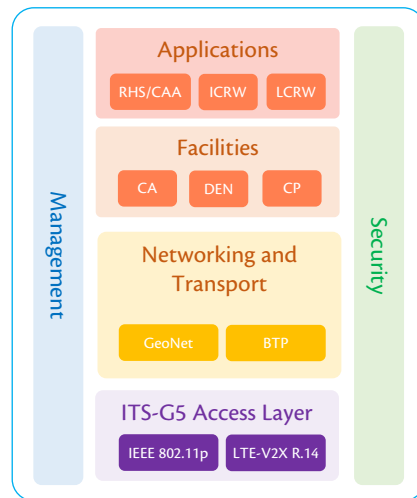 Management
Applications
RHS/CAA
ICRW
LCRW
Facilities
CA
DEN
CP
Networking and
Transport
GeoNet
BTP
ITS-G5 Access Layer
IEEE 802.11p
LTE-V2X R.14
Security